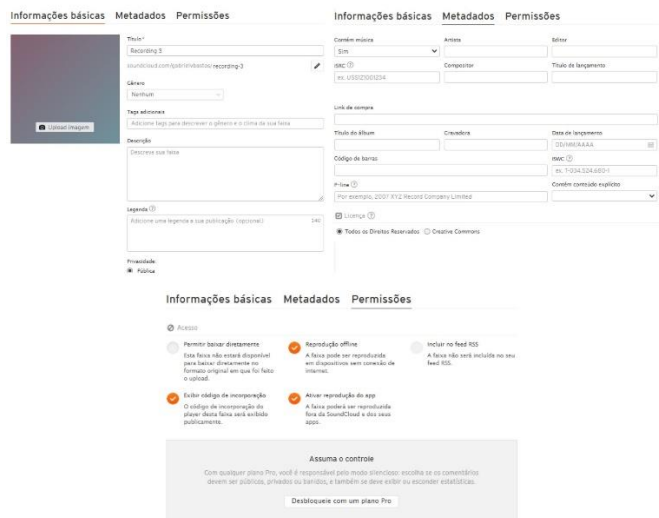 Informações básicas Metadados Permissões
Título *
Recording 3
recording-3
Gênero
Nenhum
Tags adicionais
Adicione tags para descrever o gênero e o clima da sua faixa
Upload imagem
Descrição
Descreva sua faixa
Legenda
Adicione uma legenda à sua publicação (opcional)
140
Privacidade:
Pública
Informações básicas Metadados Permissões
Contém música Artista Editor
Sim
ISRC Compositor Título do lançamento
Link de compra
Título do álbum Gravadora Data de lançamento
DD/MM/AAAA
Código de barras ISWC
P-line Contém conteúdo explícito
Por exemplo, 2007 XYZ Record Company Limited
Licença
Todos os Direitos Reservados Creative Commons
Informações básicas Metadados Permissões
Acesso
Permitir baixar diretamente
Esta faixa não estará disponível
para baixar diretamente no
formato original em que foi feito
o upload.
Reprodução offline
A faixa pode ser reproduzida
em dispositivos sem conexão de
internet.
Incluir no feed RSS
A faixa não será incluída no seu
feed RSS.
Exibir código de incorporação
O código de incorporação do
player desta faixa será exibido
publicamente.
Ativar reprodução do app
A faixa poderá ser reproduzida
fora da SoundCloud e dos seus
apps.
Assuma o controle
Com qualquer plano Pro, você é responsável pelo modo silencioso: escolha se os comentários
devem ser públicos, privados ou banidos, e também se deve exibir ou esconder estatísticas.
Desbloqueie com um plano Pro